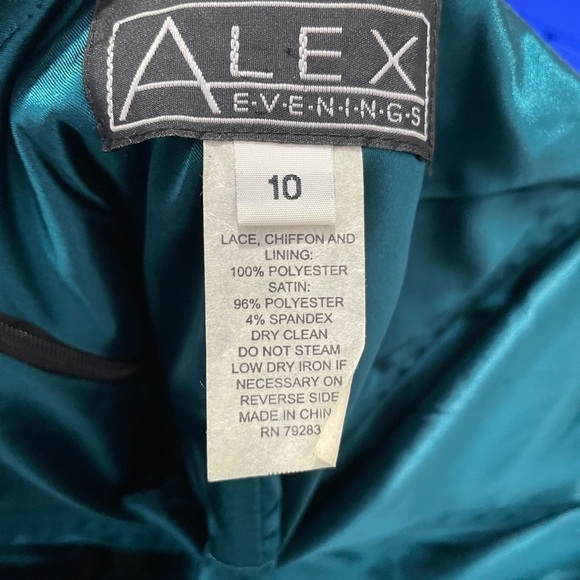 ALEX
E·V·E·N·I·N·G·S
10
LACE, CHIFFON AND
LINING:
100% POLYESTER
SATIN:
96% POLYESTER
4% SPANDEX
DRY CLEAN
DO NOT STEAM
LOW DRY IRON IF
NECESSARY ON
REVERSE SIDE
MADE IN CHIN
RN 79283